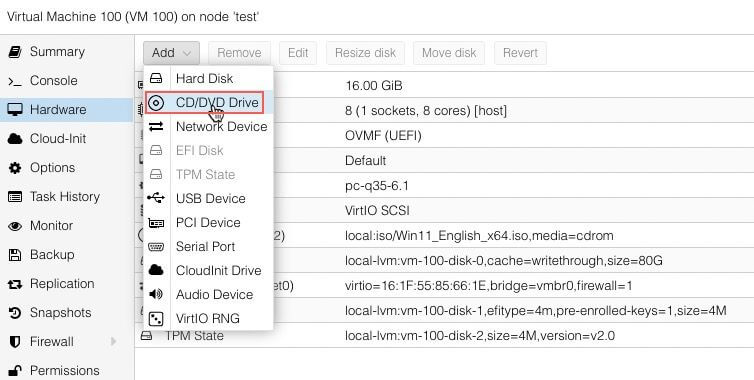 Virtual Machine 100 (VM 100) on node 'test'
Summary
Console
Hardware
Cloud-Init
Options
Task History
Monitor
Backup
Replication
Snapshots
Firewall
Permissions
Add Remove Edit Resize disk Move disk Revert
Hard Disk
CD/DVD Drive
Network Device
EFI Disk
TPM State
USB Device
PCI Device
Serial Port
CloudInit Drive
Audio Device
VirtIO RNG
16.00 GiB
8 (1 sockets, 8 cores) [host]
OVMF (UEFI)
Default
pc-q35-6.1
VirtIO SCSI
2) local:iso/Win11_English_x64.iso,media=cdrom
local-lvm:vm-100-disk-0,cache=writethrough,size=80G
et0) virtio=16:1F:55:85:66:1E,bridge=vmbr0,firewall=1
local-lvm:vm-100-disk-1,efitype=4m,pre-enrolled-keys=1,size=4M
TPM State local-lvm:vm-100-disk-2,size=4M,version=v2.0